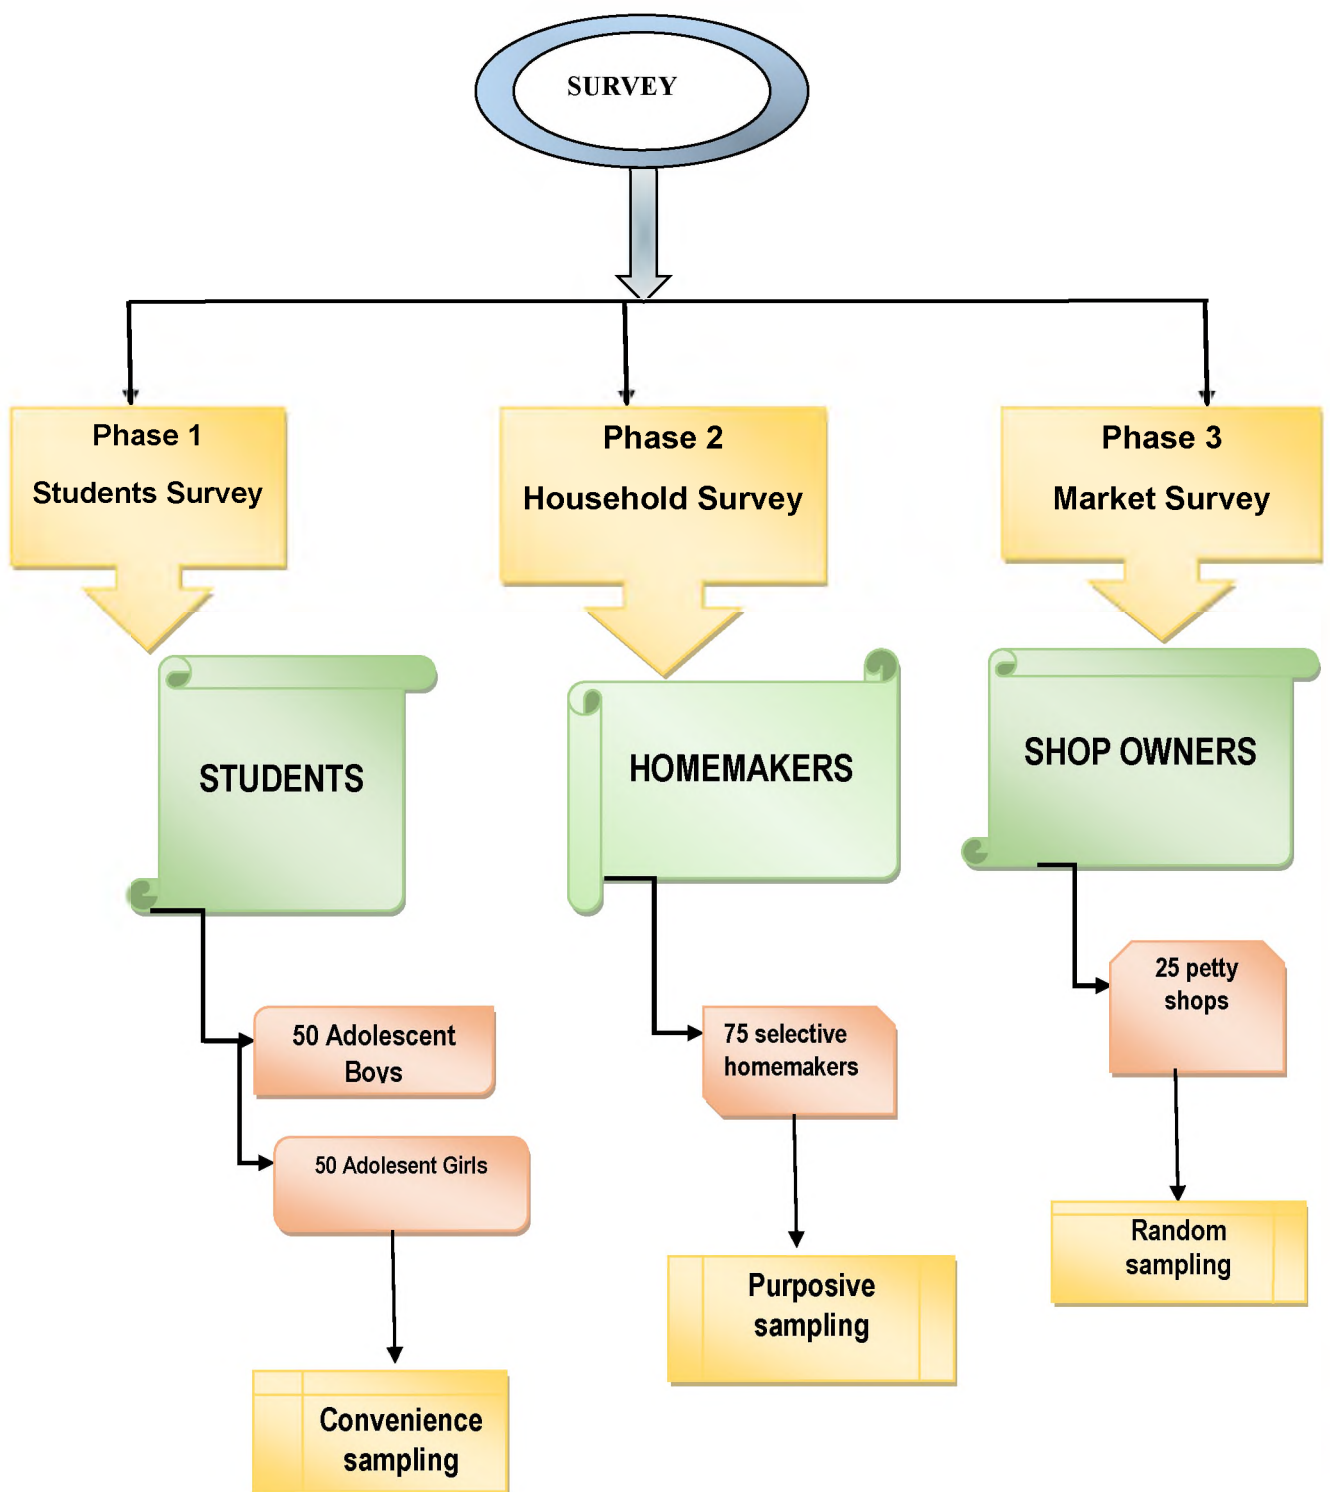 SURVEY
Phase 1
Students Survey
Phase 2
Household Survey
Phase 3
Market Survey
STUDENTS
HOMEMAKERS
SHOP OWNERS
50 Adolescent
Boys
50 Adolesent Girls
75 selective
homemakers
25 petty
shops
Convenience
sampling
Purposive
sampling
Random
sampling